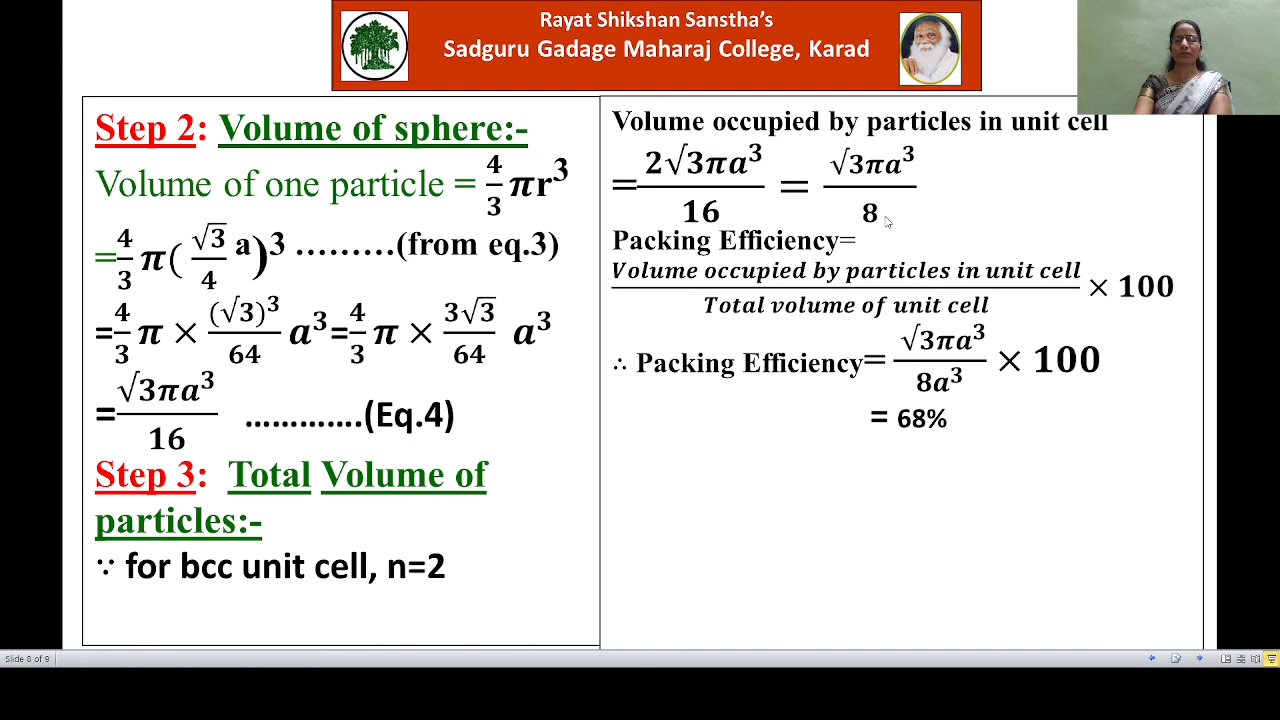 Rayat Shikshan Sanstha's
Sadguru Gadage Maharaj College, Karad
Step 2: Volume of sphere:-
Volume of one particle = 4/3 πr³
=4/3 π(√3/4 a)³ ………(from eq.3)
=4/3 π × (√3)³/64 a³=4/3 π × 3√3/64 a³
=√3πa³/16 ………….(Eq.4)
Step 3: Total Volume of
particles:-
∵ for bcc unit cell, n=2
Volume occupied by particles in unit cell
=2√3πa³/16 = √3πa³/8
Packing Efficiency=
Volume occupied by particles in unit cell/Total volume of unit cell × 100
∴ Packing Efficiency= √3πa³/8a³ × 100
= 68%
Slide 8 of 9